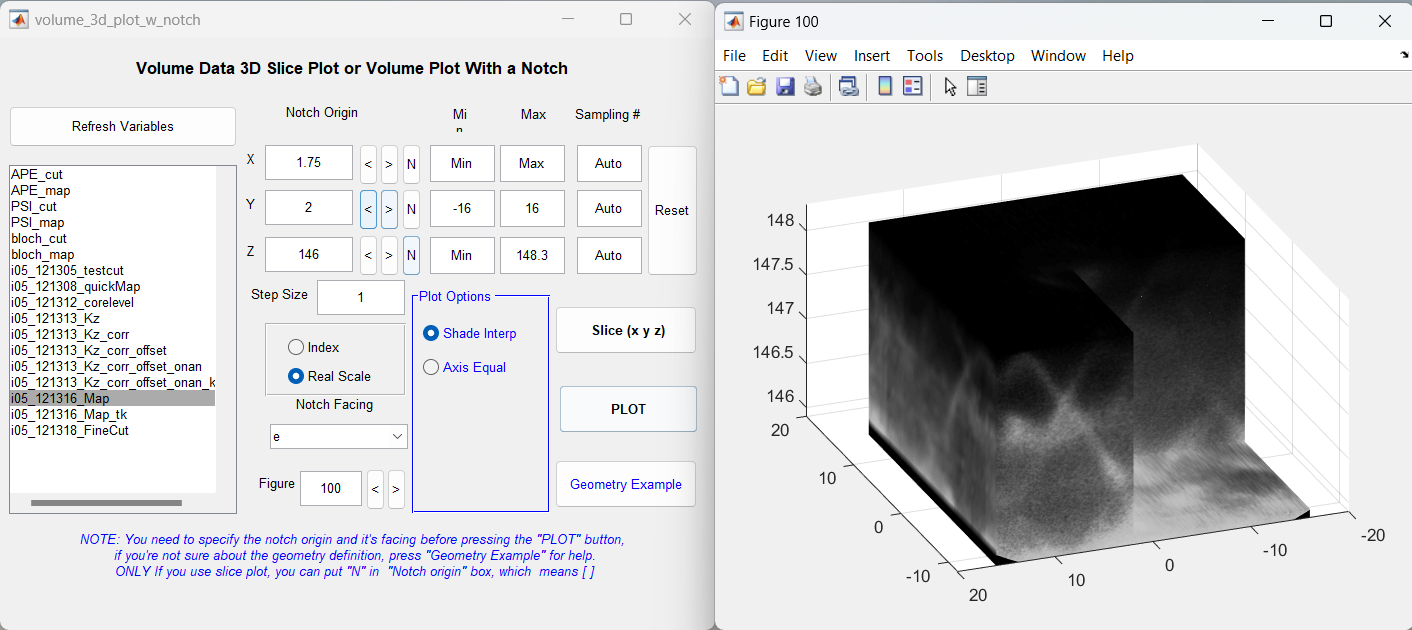 volume_3d_plot_w_notch
Volume Data 3D Slice Plot or Volume Plot With a Notch
Refresh Variables
Notch Origin
Min
Max
Sampling #
X
1.75
<
>
N
Min
Max
Auto
Y
2
<
>
N
-16
16
Auto
Z
146
<
>
N
Min
148.3
Auto
Reset
APE_cut
APE_map
PSI_cut
PSI_map
bloch_cut
bloch_map
i05_121305_testcut
i05_121308_quickMap
i05_121312_corelevel
i05_121313_Kz
i05_121313_Kz_corr
i05_121313_Kz_corr_offset
i05_121313_Kz_corr_offset_onan
i05_121313_Kz_corr_offset_onan_k
i05_121316_Map
i05_121316_Map_tk
i05_121318_FineCut
Step Size
1
Index
Real Scale
Notch Facing
e
Figure
100
<
>
Plot Options
Shade Interp
Axis Equal
Slice (x y z)
PLOT
Geometry Example
NOTE: You need to specify the notch origin and it's facing before pressing the "PLOT" button,
if you're not sure about the geometry definition, press "Geometry Example" for help.
ONLY If you use slice plot, you can put "N" in "Notch origin" box, which means [ ]
Figure 100
File Edit View Insert Tools Desktop Window Help
148
147.5
147
146.5
146
20
10
0
-10
20
10
0
-10
-20